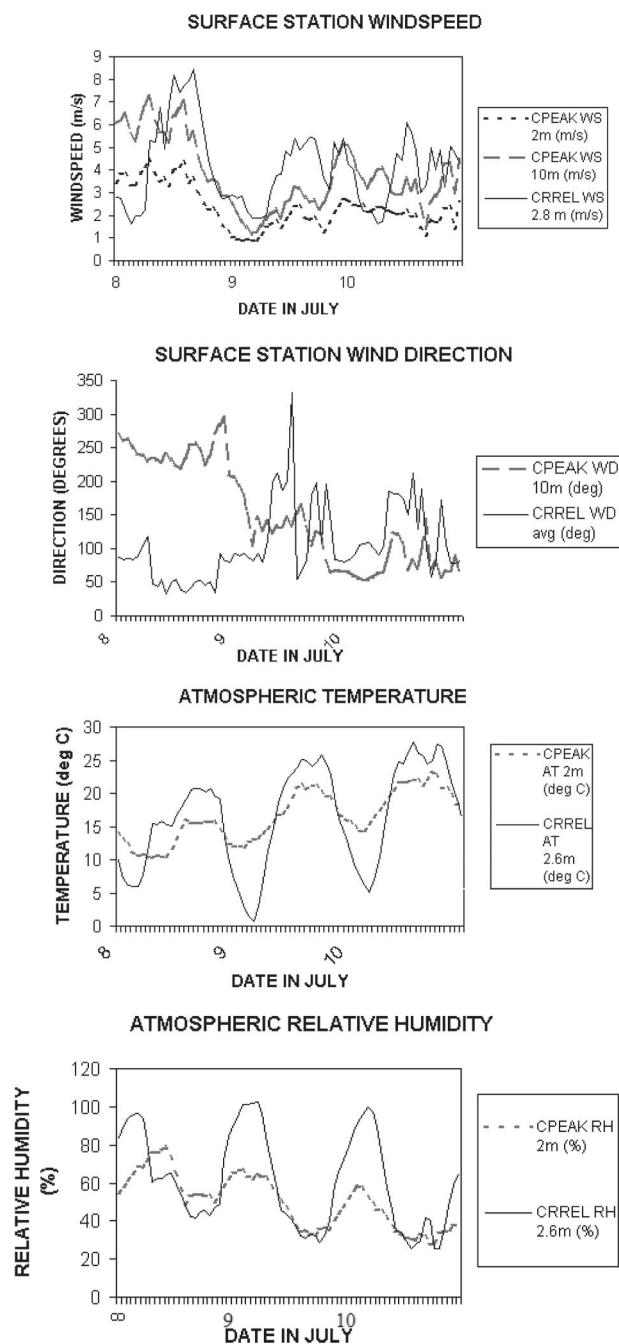 SURFACE STATION WINDSPEED
WINDSPEED (m/s)
9
8
7
6
5
4
3
2
1
0
8
9
10
DATE IN JULY
CPEAK WS
2m (m/s)
CPEAK WS
10m (m/s)
CRREL WS
2.8 m (m/s)
SURFACE STATION WIND DIRECTION
DIRECTION (DEGREES)
350
300
250
200
150
100
50
0
8
9
10
DATE IN JULY
CPEAK WD
10m (deg)
CRREL WD
avg (deg)
ATMOSPHERIC TEMPERATURE
TEMPERATURE (deg C)
30
25
20
15
10
5
0
8
9
10
DATE IN JULY
CPEAK
AT 2m
(deg C)
CRREL
AT
2.6m
(deg C)
ATMOSPHERIC RELATIVE HUMIDITY
RELATIVE HUMIDITY
(%)
120
100
80
60
40
20
0
8
9
10
DATE IN JULY
CPEAK RH
2m (%)
CRREL RH
2.6m (%)